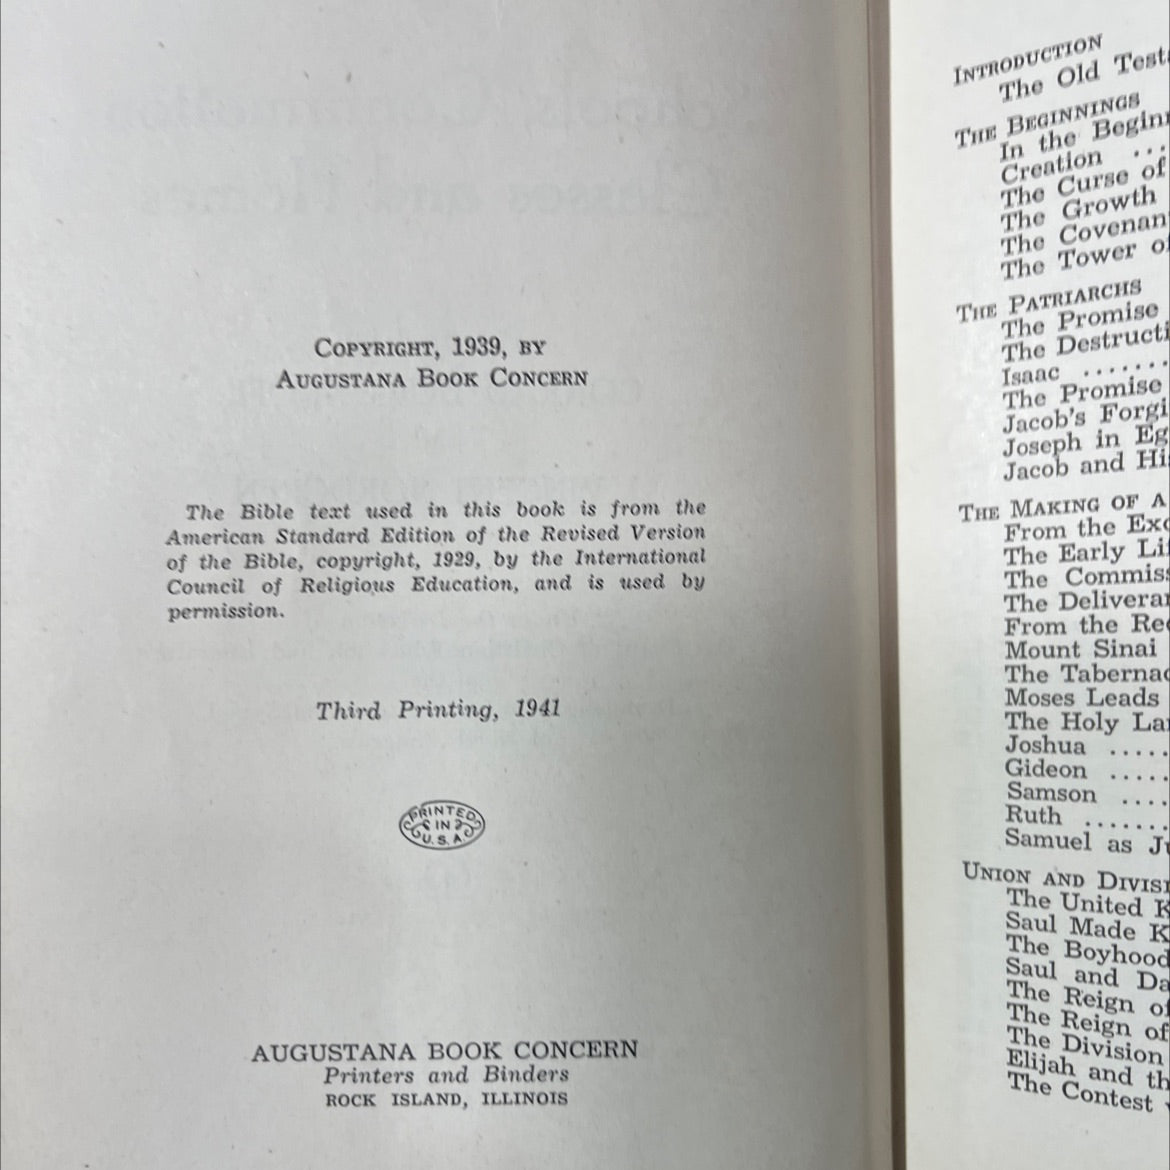 Copyright, 1939, by
Augustana Book Concern
The Bible text used in this book is from the
American Standard Edition of the Revised Version
of the Bible, copyright, 1929, by the International
Council of Religious Education, and is used by
permission.
Third Printing, 1941
PRINTED
IN
U.S.A.
AUGUSTANA BOOK CONCERN
Printers and Binders
ROCK ISLAND, ILLINOIS
Introduction
The Old
The Beginnings
In the
Creation ...
The Curse of
The Growth
The
The Tower
The Patriarchs
The Promise
The
Isaac .......
The Promise
Jacob's
Joseph in
Jacob and
The Making of a
From the
The Early
The
The
From the
Mount Sinai
The
Moses Leads
The Holy
Joshua .....
Gideon .....
Samson ....
Ruth .......
Samuel as
Union and
The United
Saul Made
The Boyhood
Saul and
The Reign of
The Reign of
The Division
Elijah and
The Contest